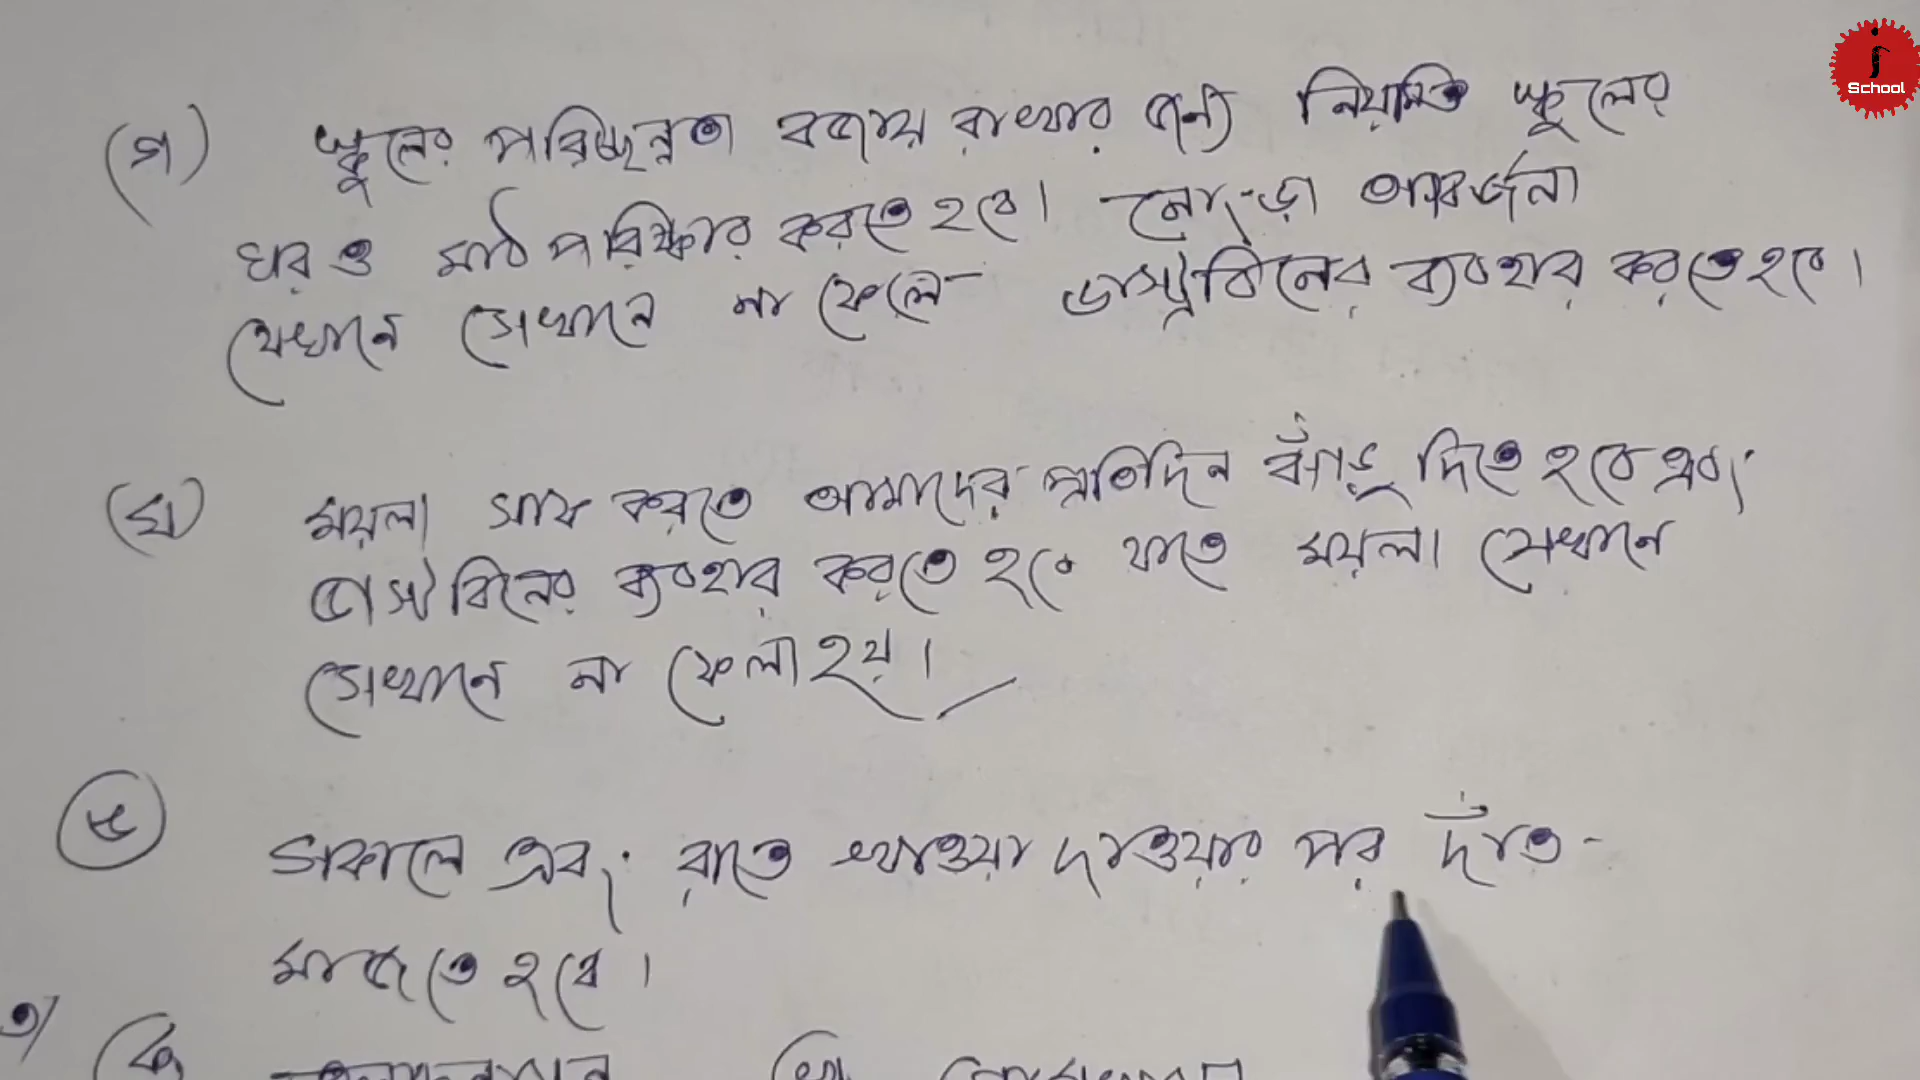 (গ) স্কুলের পরিচ্ছন্নতা বজায় রাখার জন্য নিয়মিত স্কুলের
ঘর ও মাঠ পরিষ্কার করতে হবে। নোংড়া আবর্জনা
যেখানে সেখানে না ফেলে ডাস্টবিনের ব্যবহার করতে হবে।
(ঘ) ময়লা সাফ করতে আমাদের প্রতিদিন ঝাঁড়ু দিতে হবে এবং
ডাস্টবিনের ব্যবহার করতে হবে যাতে ময়লা যেখানে
সেখানে না ফেলা হয়।
(ঙ) সকালে এবং রাতে খাওয়া দাওয়ার পর দাঁত-
মাজতে হবে।
৩/ (ক)
i School